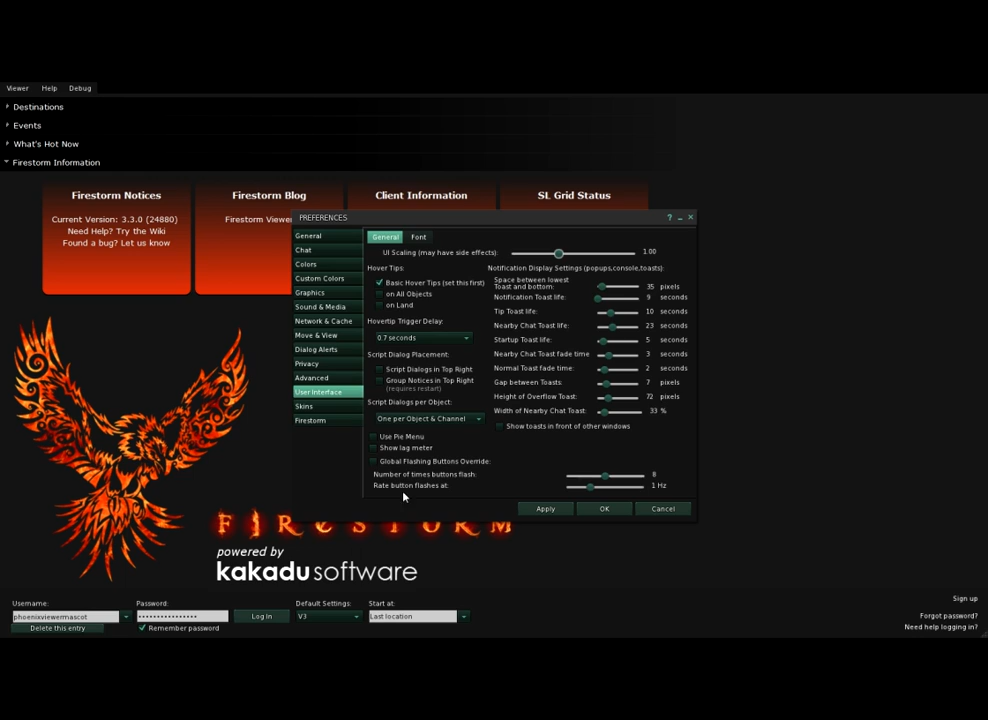 Viewer Help Debug
Destinations
Events
What's Hot Now
Firestorm Information
Firestorm Notices
Current Version: 3.3.0 (24880)
Need Help? Try the Wiki
Found a bug? Let us know
Firestorm Blog
Firestorm Viewer
Client Information
SL Grid Status
PREFERENCES
? _ ×
General
Chat
Colors
Custom Colors
Graphics
Sound & Media
Network & Cache
Move & View
Dialog Alerts
Privacy
Advanced
User Interface
Skins
Firestorm
General Font
UI Scaling (may have side effects): 1.00
Hover Tips:
Basic Hover Tips (set this first)
on All Objects
on Land
Hovertip Trigger Delay:
0.7 seconds
Script Dialog Placement:
Script Dialogs in Top Right
Group Notices in Top Right
(requires restart)
Script Dialogs per Object:
One per Object & Channel
Use Pie Menu
Show lag meter
Global Flashing Buttons Override:
Number of times buttons flash: 8
Rate button flashes at: 1 Hz
Notification Display Settings (popups,console,toasts):
Space between lowest
Toast and bottom: 35 pixels
Notification Toast life: 9 seconds
Tip Toast life: 10 seconds
Nearby Chat Toast life: 23 seconds
Startup Toast life: 5 seconds
Nearby Chat Toast fade time 3 seconds
Normal Toast fade time: 2 seconds
Gap between Toasts: 7 pixels
Height of Overflow Toast: 72 pixels
Width of Nearby Chat Toast: 33 %
Show toasts in front of other windows
Apply OK Cancel
FIRESTORM
powered by
kakadusoftware
Username:
phoenixviewermascot
Delete this entry
Password:
••••••••••••••••
Remember password
Log In
Default Settings:
V3
Start at:
Last location
Sign up
Forgot password?
Need help logging in?